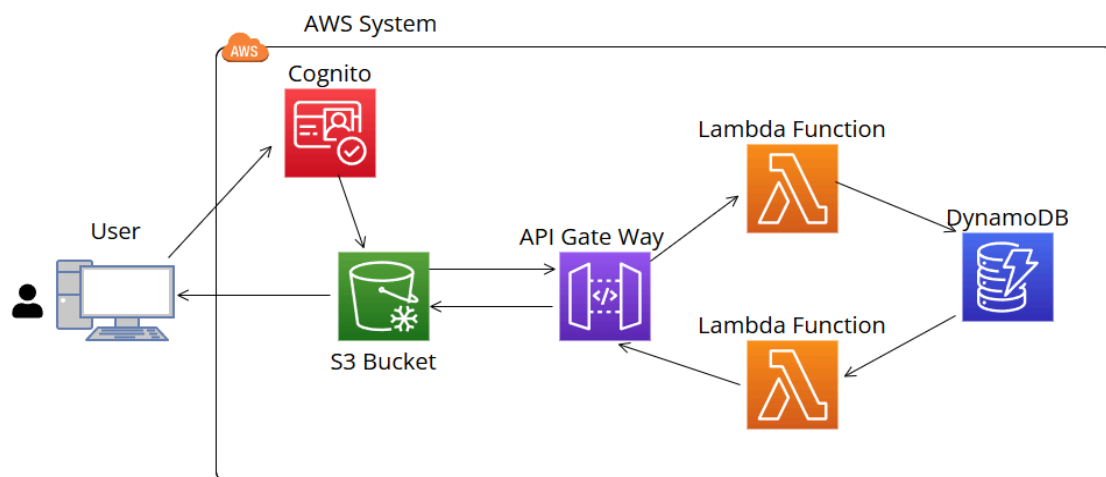 AWS System
AWS
Cognito
Lambda Function
User
API Gate Way
DynamoDB
</>
S3 Bucket
Lambda Function